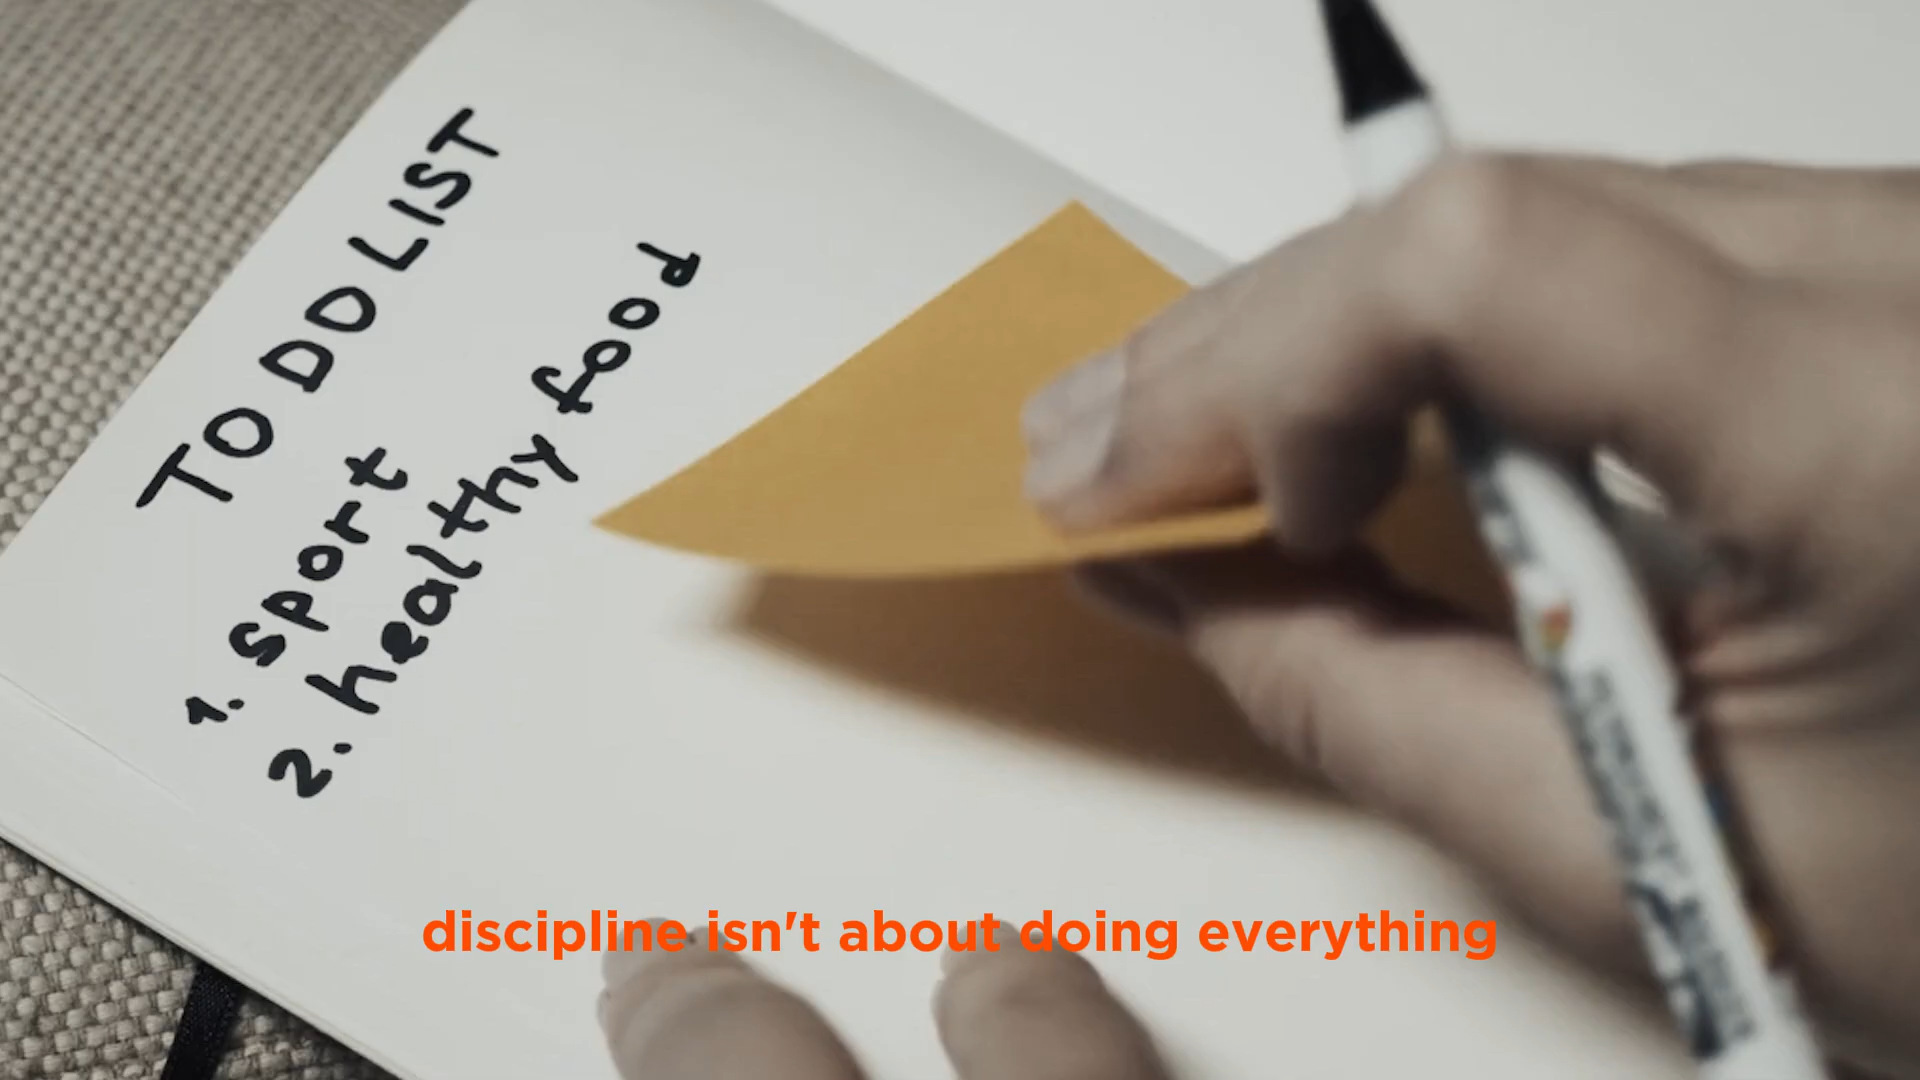 TO DO LIST
1. sport
2. healthy food
discipline isn't about doing everything